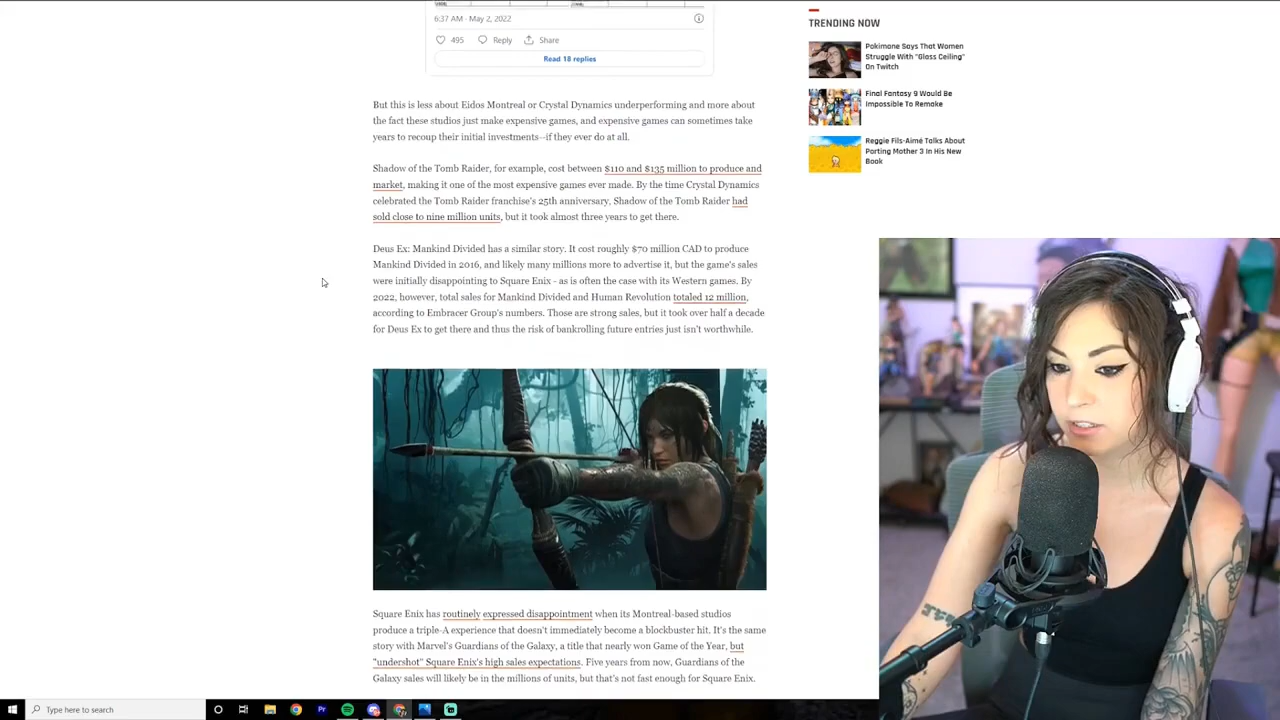 6:37 AM · May 2, 2022
495 Reply Share
Read 18 replies
But this is less about Eidos Montreal or Crystal Dynamics underperforming and more about
the fact these studios just make expensive games, and expensive games can sometimes take
years to recoup their initial investments--if they ever do at all.
Shadow of the Tomb Raider, for example, cost between $110 and $135 million to produce and
market, making it one of the most expensive games ever made. By the time Crystal Dynamics
celebrated the Tomb Raider franchise's 25th anniversary, Shadow of the Tomb Raider had
sold close to nine million units, but it took almost three years to get there.
Deus Ex: Mankind Divided has a similar story. It cost roughly $70 million CAD to produce
Mankind Divided in 2016, and likely many millions more to advertise it, but the game's sales
were initially disappointing to Square Enix - as is often the case with its Western games. By
2022, however, total sales for Mankind Divided and Human Revolution totaled 12 million,
according to Embracer Group's numbers. Those are strong sales, but it took over half a decade
for Deus Ex to get there and thus the risk of bankrolling future entries just isn't worthwhile.
Square Enix has routinely expressed disappointment when its Montreal-based studios
produce a triple-A experience that doesn't immediately become a blockbuster hit. It's the same
story with Marvel's Guardians of the Galaxy, a title that nearly won Game of the Year, but
"undershot" Square Enix's high sales expectations. Five years from now, Guardians of the
Galaxy sales will likely be in the millions of units, but that's not fast enough for Square Enix.
TRENDING NOW
Pokimane Says That Women
Struggle With "Glass Ceiling"
On Twitch
Final Fantasy 9 Would Be
Impossible To Remake
Reggie Fils-Aimé Talks About
Porting Mother 3 In His New
Book
Type here to search
Pr